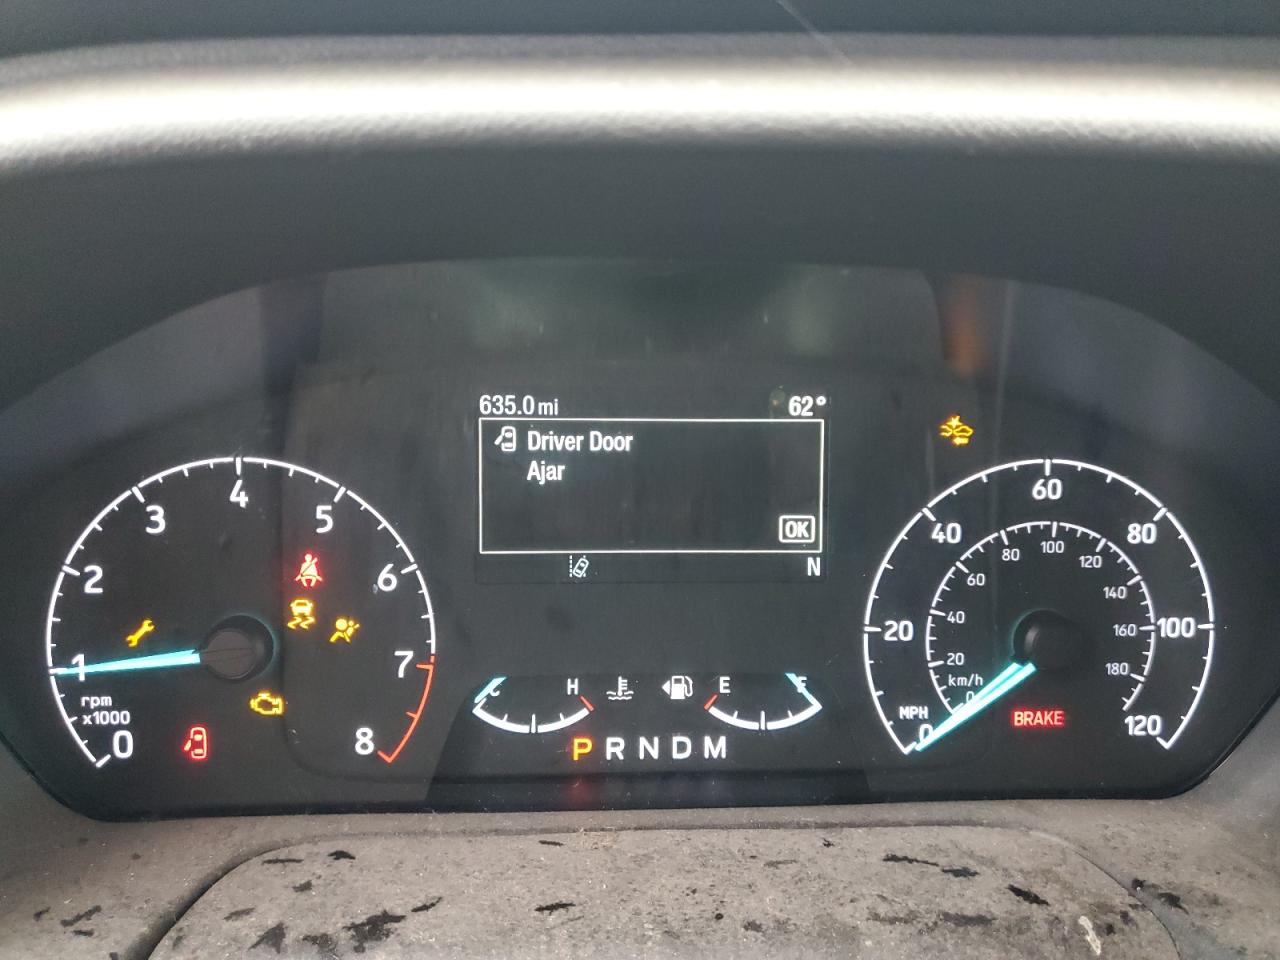 635.0 mi 62°
Driver Door
Ajar
OK
N
0 1 2 3 4 5 6 7 8
rpm
x1000
C H
E F
P R N D M
0 20 40 60 80 100 120
MPH
0 20 40 60 80 100 120 140 160 180
km/h
BRAKE